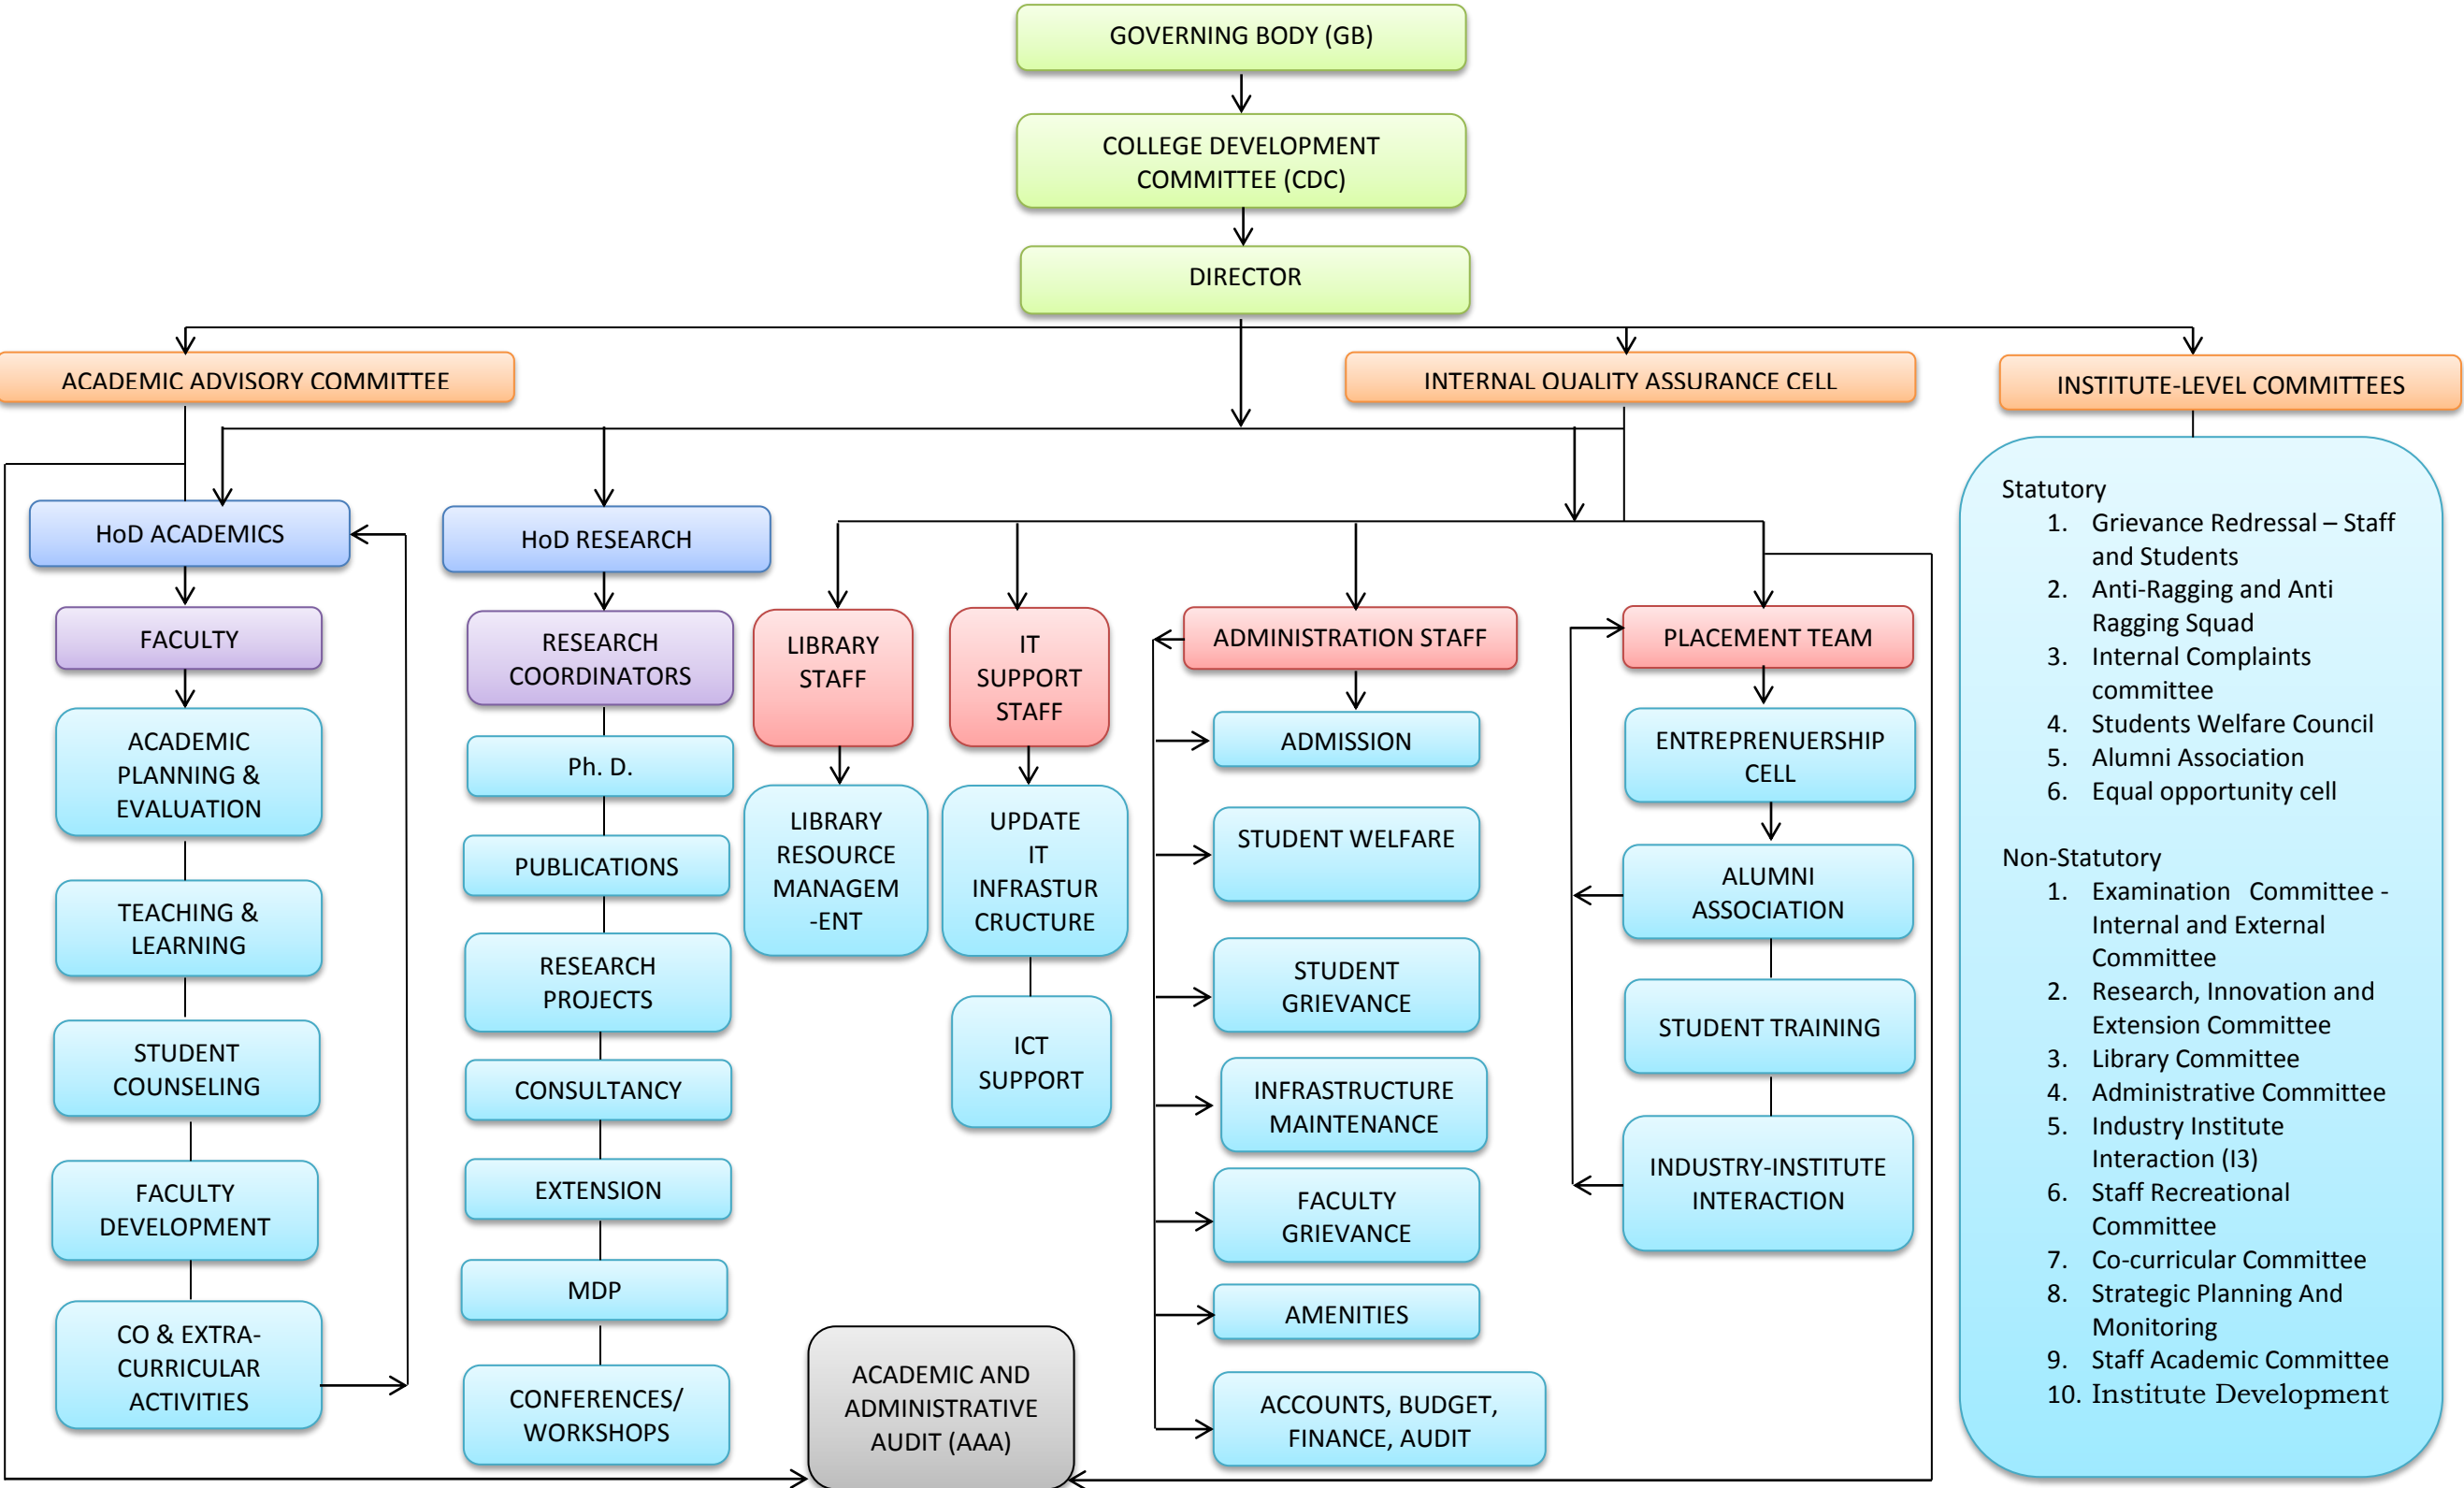 GOVERNING BODY (GB)
COLLEGE DEVELOPMENT
COMMITTEE (CDC)
DIRECTOR
ACADEMIC ADVISORY COMMITTEE
INTERNAL QUALITY ASSURANCE CELL
INSTITUTE-LEVEL COMMITTEES
HoD ACADEMICS
FACULTY
ACADEMIC
PLANNING &
EVALUATION
TEACHING &
LEARNING
STUDENT
COUNSELING
FACULTY
DEVELOPMENT
CO & EXTRA-
CURRICULAR
ACTIVITIES
HoD RESEARCH
RESEARCH
COORDINATORS
Ph. D.
PUBLICATIONS
RESEARCH
PROJECTS
CONSULTANCY
EXTENSION
MDP
CONFERENCES/
WORKSHOPS
LIBRARY
STAFF
LIBRARY
RESOURCE
MANAGEM
-ENT
IT
SUPPORT
STAFF
UPDATE
IT
INFRASTUR
CRUCTURE
ICT
SUPPORT
ACADEMIC AND
ADMINISTRATIVE
AUDIT (AAA)
ADMINISTRATION STAFF
ADMISSION
STUDENT WELFARE
STUDENT
GRIEVANCE
INFRASTRUCTURE
MAINTENANCE
FACULTY
GRIEVANCE
AMENITIES
ACCOUNTS, BUDGET,
FINANCE, AUDIT
PLACEMENT TEAM
ENTREPRENUERSHIP
CELL
ALUMNI
ASSOCIATION
STUDENT TRAINING
INDUSTRY-INSTITUTE
INTERACTION
Statutory
1. Grievance Redressal – Staff
and Students
2. Anti-Ragging and Anti
Ragging Squad
3. Internal Complaints
committee
4. Students Welfare Council
5. Alumni Association
6. Equal opportunity cell
Non-Statutory
1. Examination Committee -
Internal and External
Committee
2. Research, Innovation and
Extension Committee
3. Library Committee
4. Administrative Committee
5. Industry Institute
Interaction (I3)
6. Staff Recreational
Committee
7. Co-curricular Committee
8. Strategic Planning And
Monitoring
9. Staff Academic Committee
10. Institute Development